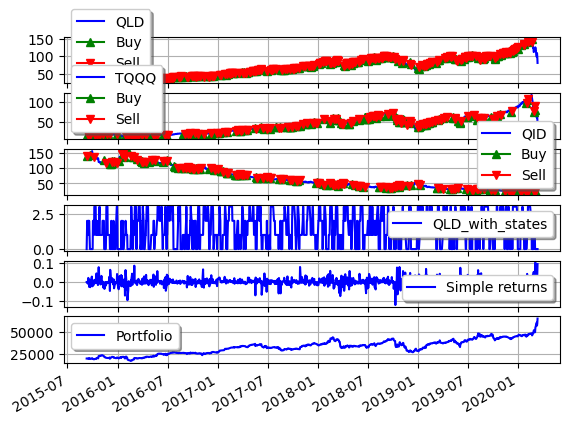 QLD
Buy
Sell
150
100
50
TQQQ
Buy
Sell
100
50
QID
Buy
Sell
150
100
50
QLD_with_states
2.5
0.0
Simple returns
0.1
0.0
−0.1
Portfolio
50000
25000
2015-07
2016-01
2016-07
2017-01
2017-07
2018-01
2018-07
2019-01
2019-07
2020-01